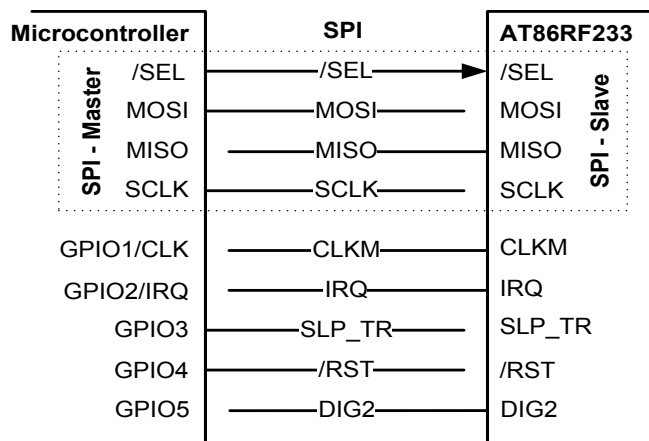 Microcontroller SPI AT86RF233
/SEL /SEL /SEL
MOSI MOSI MOSI
MISO MISO MISO
SCLK SCLK SCLK
SPI - Master
SPI - Slave
GPIO1/CLK CLKM CLKM
GPIO2/IRQ IRQ IRQ
GPIO3 SLP_TR SLP_TR
GPIO4 /RST /RST
GPIO5 DIG2 DIG2